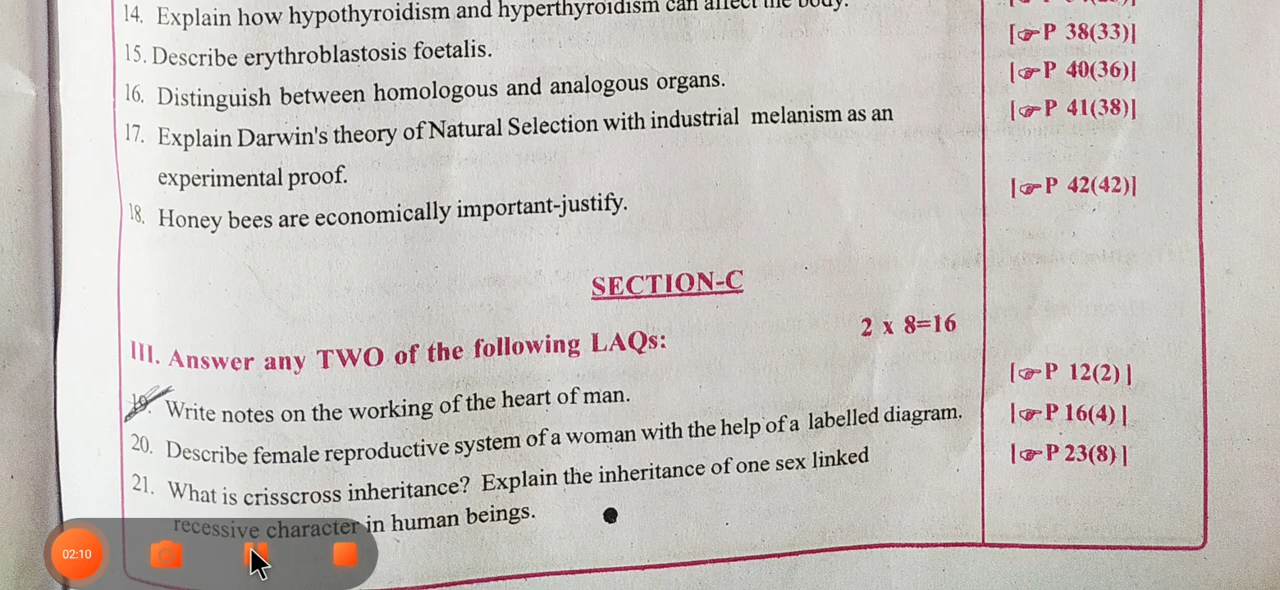 14. Explain how hypothyroidism and hyperthyroidism can affect the body.
15. Describe erythroblastosis foetalis.
[☞P 38(33)]
16. Distinguish between homologous and analogous organs.
[☞P 40(36)]
17. Explain Darwin's theory of Natural Selection with industrial melanism as an
[☞P 41(38)]
experimental proof.
18. Honey bees are economically important-justify.
[☞P 42(42)]
SECTION-C
III. Answer any TWO of the following LAQs:
2 x 8=16
19. Write notes on the working of the heart of man.
[☞P 12(2)]
20. Describe female reproductive system of a woman with the help of a labelled diagram.
[☞P 16(4)]
21. What is crisscross inheritance? Explain the inheritance of one sex linked
[☞P 23(8)]
recessive character in human beings.
02:10